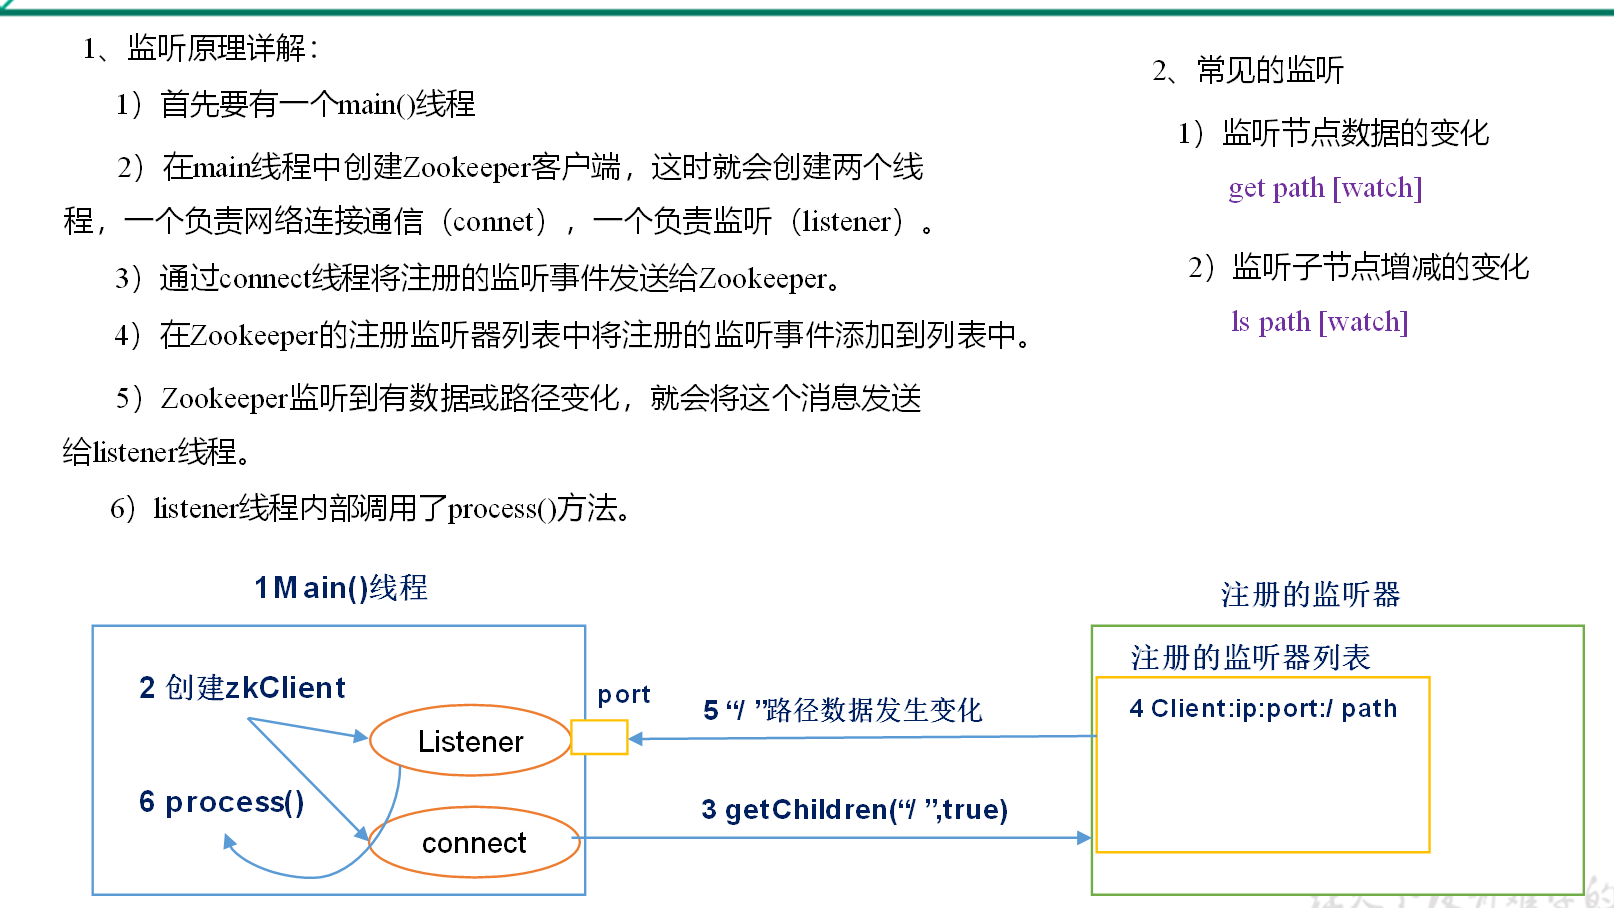 1、监听原理详解：
1）首先要有一个main()线程
2）在main线程中创建Zookeeper客户端，这时就会创建两个线
程，一个负责网络连接通信（connet），一个负责监听（listener）。
3）通过connect线程将注册的监听事件发送给Zookeeper。
4）在Zookeeper的注册监听器列表中将注册的监听事件添加到列表中。
5）Zookeeper监听到有数据或路径变化，就会将这个消息发送
给listener线程。
6）listener线程内部调用了process()方法。
2、常见的监听
1）监听节点数据的变化
get path [watch]
2）监听子节点增减的变化
ls path [watch]
1Main()线程
2 创建zkClient
Listener
port
6 process()
connect
5 “/ ”路径数据发生变化
3 getChildren(“/ ”,true)
注册的监听器
注册的监听器列表
4 Client:ip:port:/ path